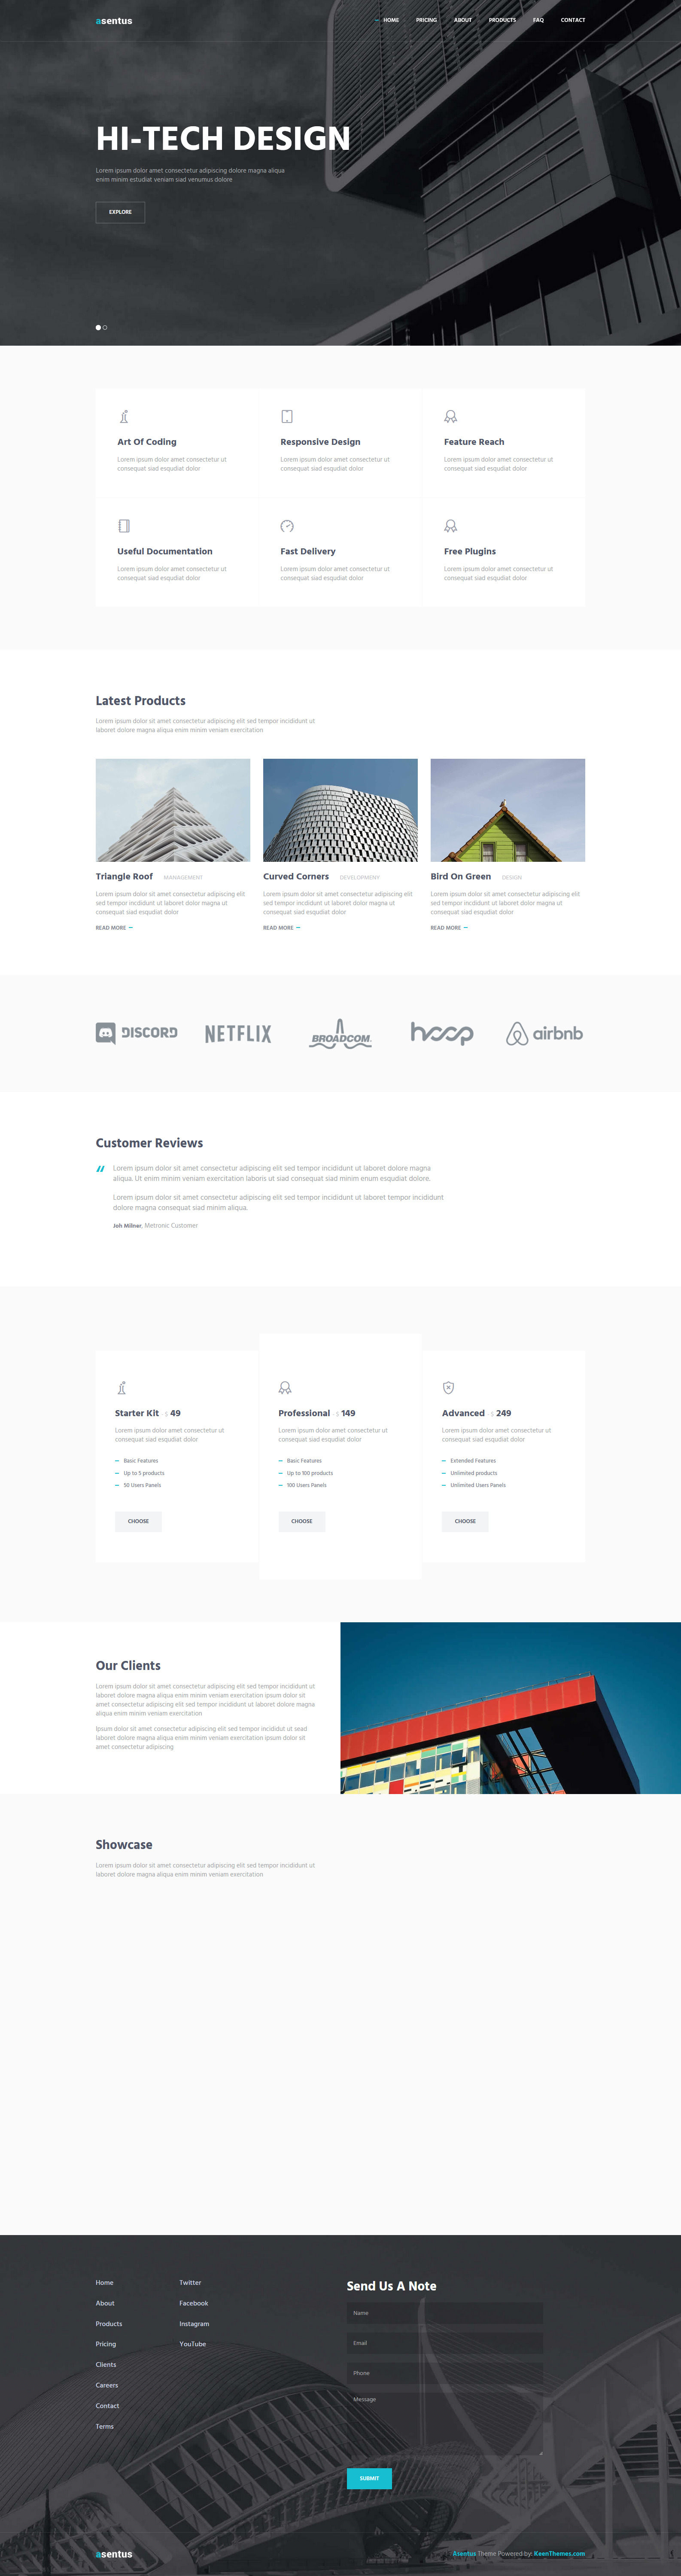 asentus
HOME PRICING ABOUT PRODUCTS FAQ CONTACT
HI-TECH DESIGN
Lorem ipsum dolor amet consectetur adipiscing dolore magna aliqua
enim minim estudiat veniam siad venumus dolore
EXPLORE
Art Of Coding
Lorem ipsum dolor amet consectetur ut
consequat siad esqudiat dolor
Responsive Design
Lorem ipsum dolor amet consectetur ut
consequat siad esqudiat dolor
Feature Reach
Lorem ipsum dolor amet consectetur ut
consequat siad esqudiat dolor
Useful Documentation
Lorem ipsum dolor amet consectetur ut
consequat siad esqudiat dolor
Fast Delivery
Lorem ipsum dolor amet consectetur ut
consequat siad esqudiat dolor
Free Plugins
Lorem ipsum dolor amet consectetur ut
consequat siad esqudiat dolor
Latest Products
Lorem ipsum dolor sit amet consectetur adipiscing elit sed tempor incididunt ut
laboret dolore magna aliqua enim minim veniam exercitation
Triangle Roof MANAGEMENT
Lorem ipsum dolor sit amet consectetur adipiscing elit
sed tempor incdidunt ut laboret dolor magna ut
consequat siad esqudiat dolor
READ MORE
Curved Corners DEVELOPMENT
Lorem ipsum dolor sit amet consectetur adipiscing elit
sed tempor incdidunt ut laboret dolor magna ut
consequat siad esqudiat dolor
READ MORE
Bird On Green DESIGN
Lorem ipsum dolor sit amet consectetur adipiscing elit
sed tempor incdidunt ut laboret dolor magna ut
consequat siad esqudiat dolor
READ MORE
DISCORD NETFLIX BROADCOM. hoop airbnb
Customer Reviews
Lorem ipsum dolor sit amet consectetur adipiscing elit sed tempor incididunt ut laboret dolore magna
aliqua. Ut enim minim veniam exercitation laboris ut siad consequat siad minim enum esqudiat dolore.
Lorem ipsum dolor sit amet consectetur adipiscing elit sed tempor incididunt ut laboret tempor incididunt
dolore magna consequat siad minim aliqua.
Joh Milner, Metronic Customer
Starter Kit $ 49
Lorem ipsum dolor amet consectetur ut
consequat siad esqudiat dolor
Basic Features
Up to 5 products
50 Users Panels
CHOOSE
Professional $ 149
Lorem ipsum dolor amet consectetur ut
consequat siad esqudiat dolor
Basic Features
Up to 100 products
100 Users Panels
CHOOSE
Advanced $ 249
Lorem ipsum dolor amet consectetur ut
consequat siad esqudiat dolor
Extended Features
Unlimited products
Unlimited Users Panels
CHOOSE
Our Clients
Lorem ipsum dolor sit amet consectetur adipiscing elit sed tempor incididunt ut
laboret dolore magna aliqua enim minim veniam exercitation ipsum dolor sit
amet consectetur adipiscing elit sed tempor incididunt ut laboret dolore magna
aliqua enim minim veniam exercitation
Ipsum dolor sit amet consectetur adipiscing elit sed tempor incididut ut sead
laboret dolore magna aliqua enim minim veniam exercitation ipsum dolor sit
amet consectetur adipiscing
Showcase
Lorem ipsum dolor sit amet consectetur adipiscing elit sed tempor incididunt ut
laboret dolore magna aliqua enim minim veniam exercitation
Home
About
Products
Pricing
Clients
Careers
Contact
Terms
Twitter
Facebook
Instagram
YouTube
Send Us A Note
Name
Email
Phone
Message
SUBMIT
asentus
Asentus Theme Powered by: KeenThemes.com